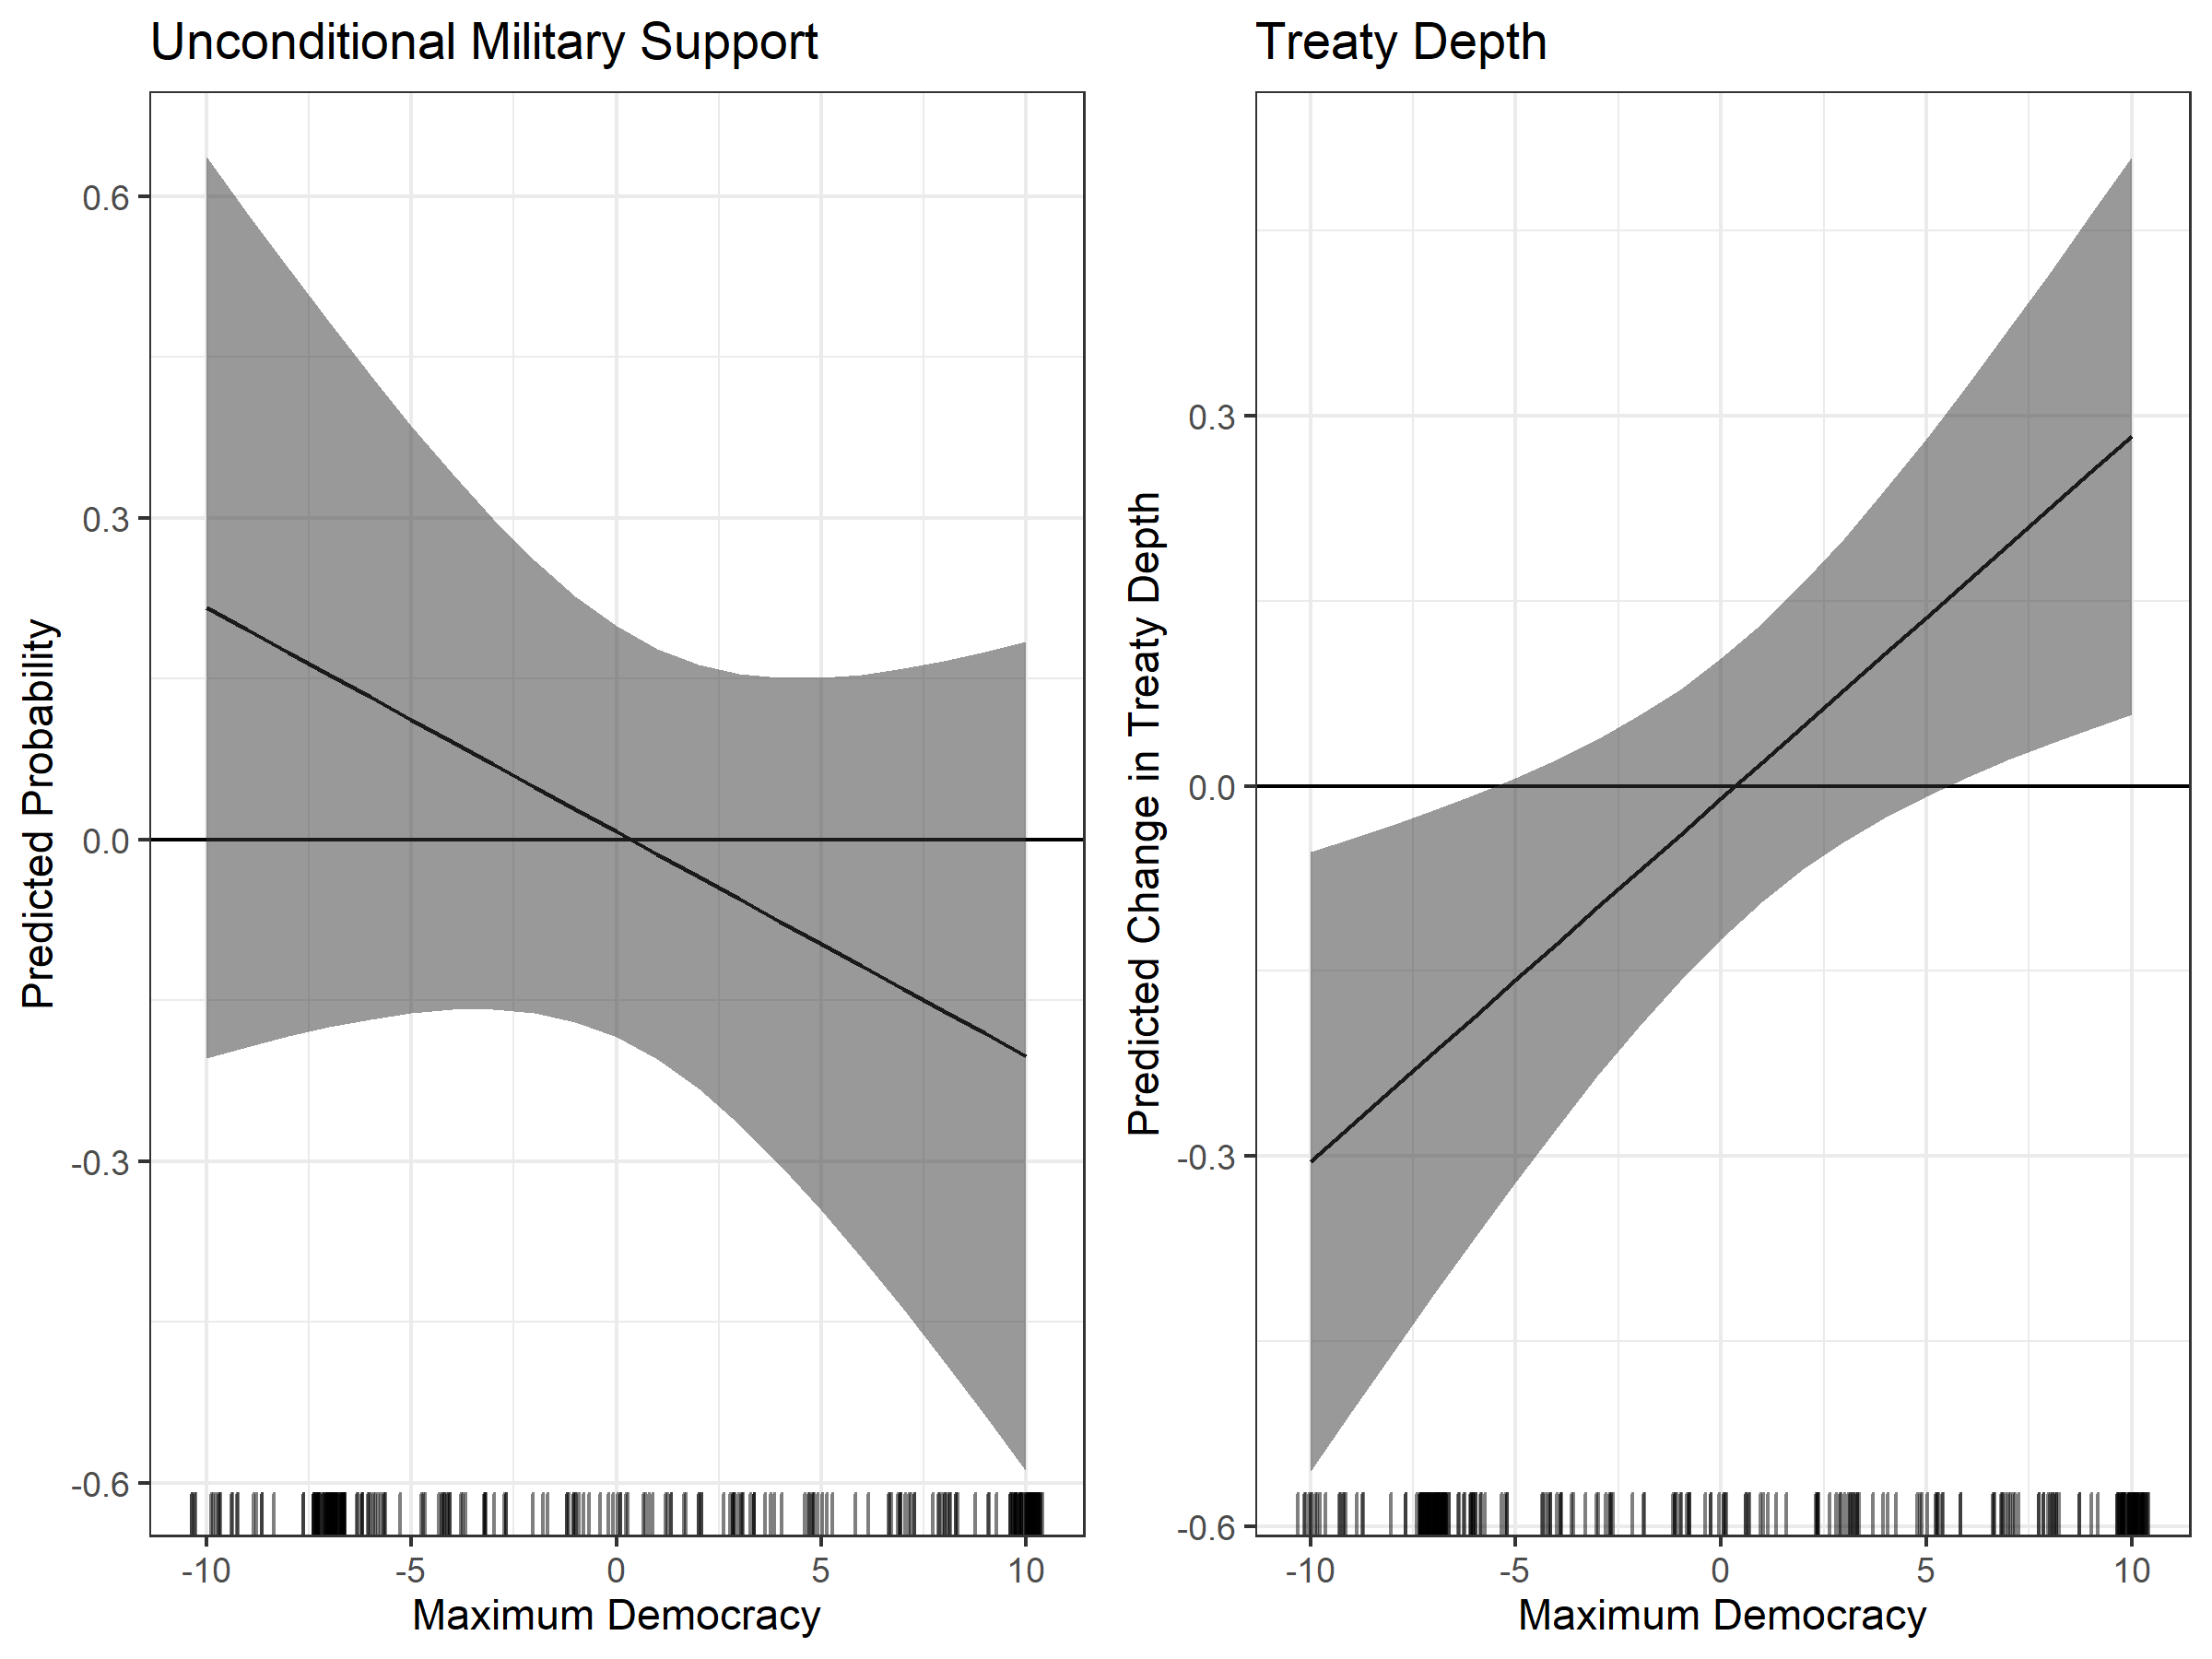 Unconditional Military Support
Predicted Probability
0.6
0.3
0.0
-0.3
-0.6
-10 -5 0 5 10
Maximum Democracy
Treaty Depth
Predicted Change in Treaty Depth
0.3
0.0
-0.3
-0.6
-10 -5 0 5 10
Maximum Democracy